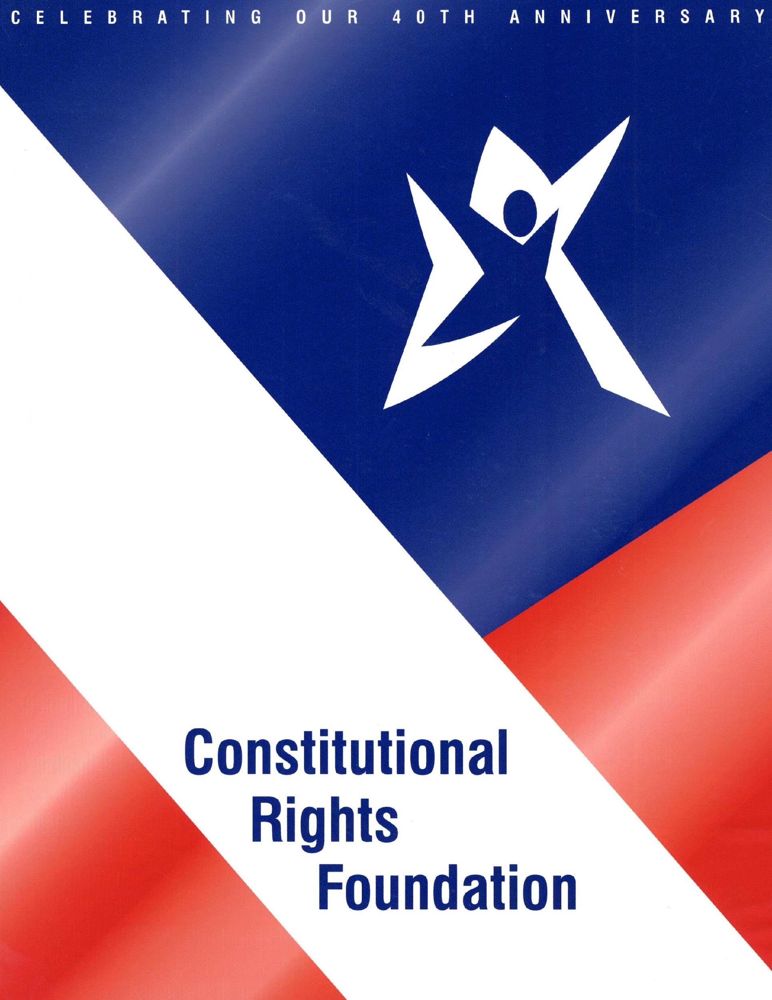 CELEBRATING OUR 40TH ANNIVERSARY
Constitutional
Rights
Foundation